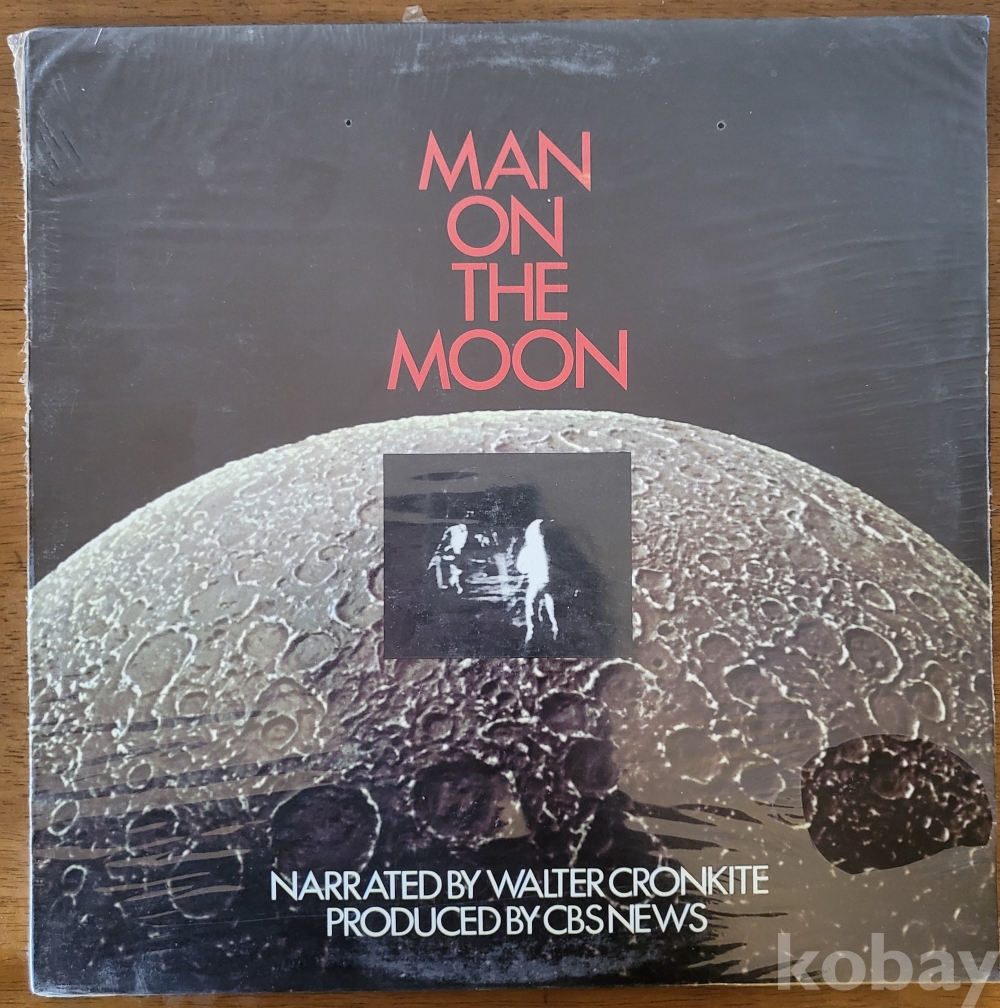 MAN
ON
THE
MOON
NARRATED BY WALTER CRONKITE
PRODUCED BY CBS NEWS
kobay